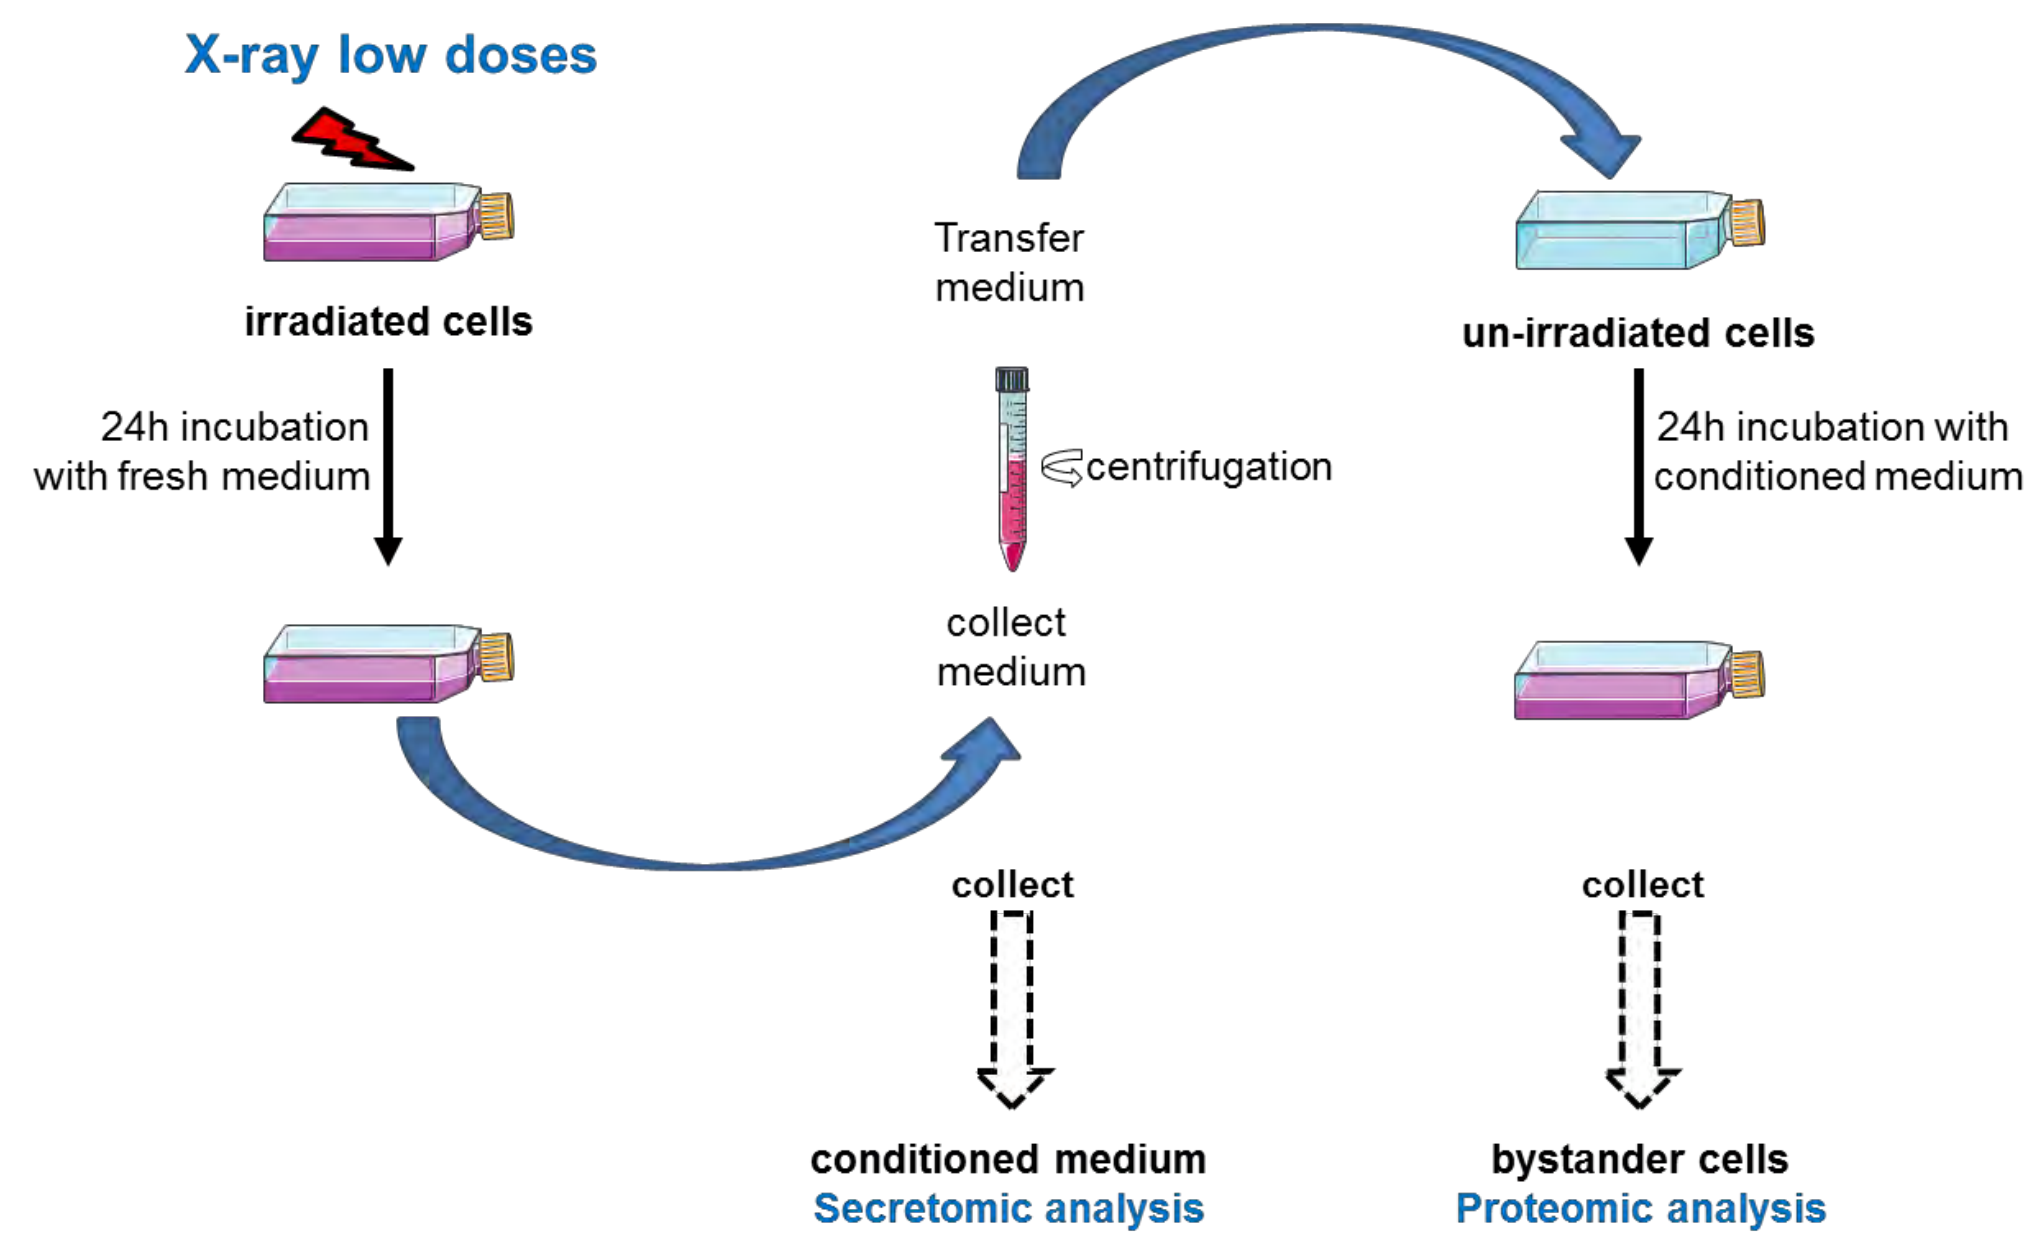 X-ray low doses
irradiated cells
24h incubation
with fresh medium
Transfer
medium
centrifugation
collect
medium
un-irradiated cells
24h incubation with
conditioned medium
collect
conditioned medium
Secretomic analysis
collect
bystander cells
Proteomic analysis